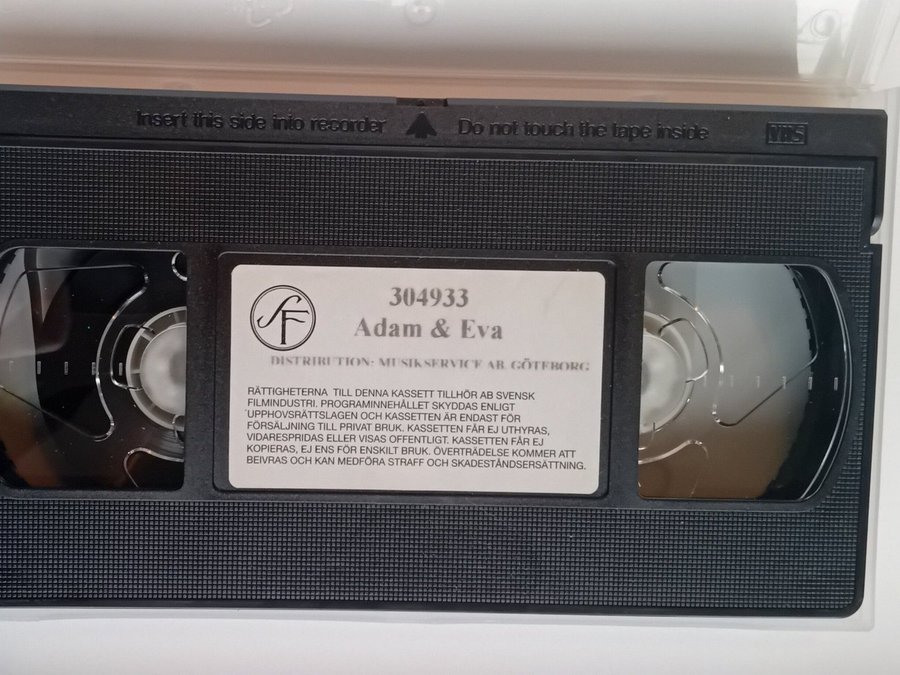 Insert this side into recorder Do not touch the tape inside VHS
SF
304933
Adam & Eva
DISTRIBUTION: MUSIKSERVICE AB, GÖTEBORG
RÄTTIGHETERNA TILL DENNA KASSETT TILLHÖR AB SVENSK
FILMINDUSTRI. PROGRAMINNEHÅLLET SKYDDAS ENLIGT
UPPHOVSRÄTTSLAGEN OCH KASSETTEN ÄR ENDAST FÖR
FÖRSÄLJNING TILL PRIVAT BRUK. KASSETTEN FÅR EJ UTHYRAS,
VIDARESPRIDAS ELLER VISAS OFFENTLIGT. KASSETTEN FÅR EJ
KOPIERAS, EJ ENS FÖR ENSKILT BRUK. ÖVERTRÄDELSE KOMMER ATT
BEIVRAS OCH KAN MEDFÖRA STRAFF OCH SKADESTÅNDSERSÄTTNING.